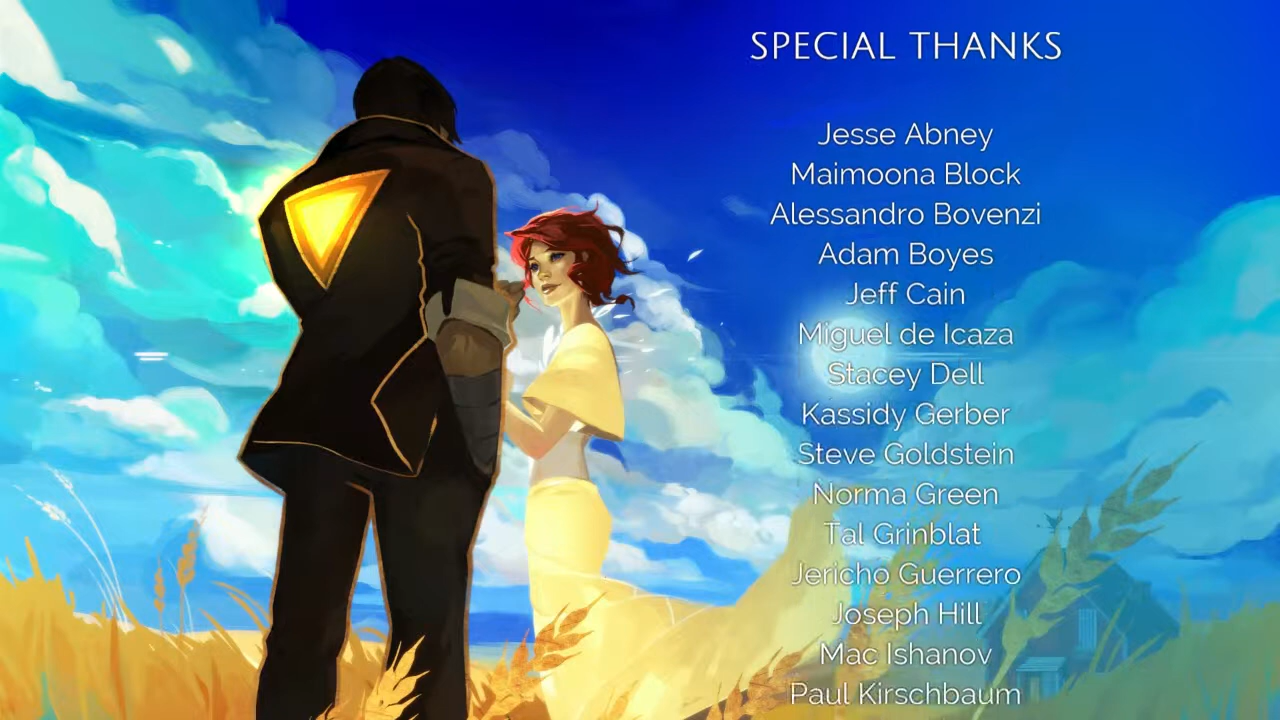 SPECIAL THANKS
Jesse Abney
Maimoona Block
Alessandro Bovenzi
Adam Boyes
Jeff Cain
Miguel de Icaza
Stacey Dell
Kassidy Gerber
Steve Goldstein
Norma Green
Tal Grinblat
Jericho Guerrero
Joseph Hill
Mac Ishanov
Paul Kirschbaum